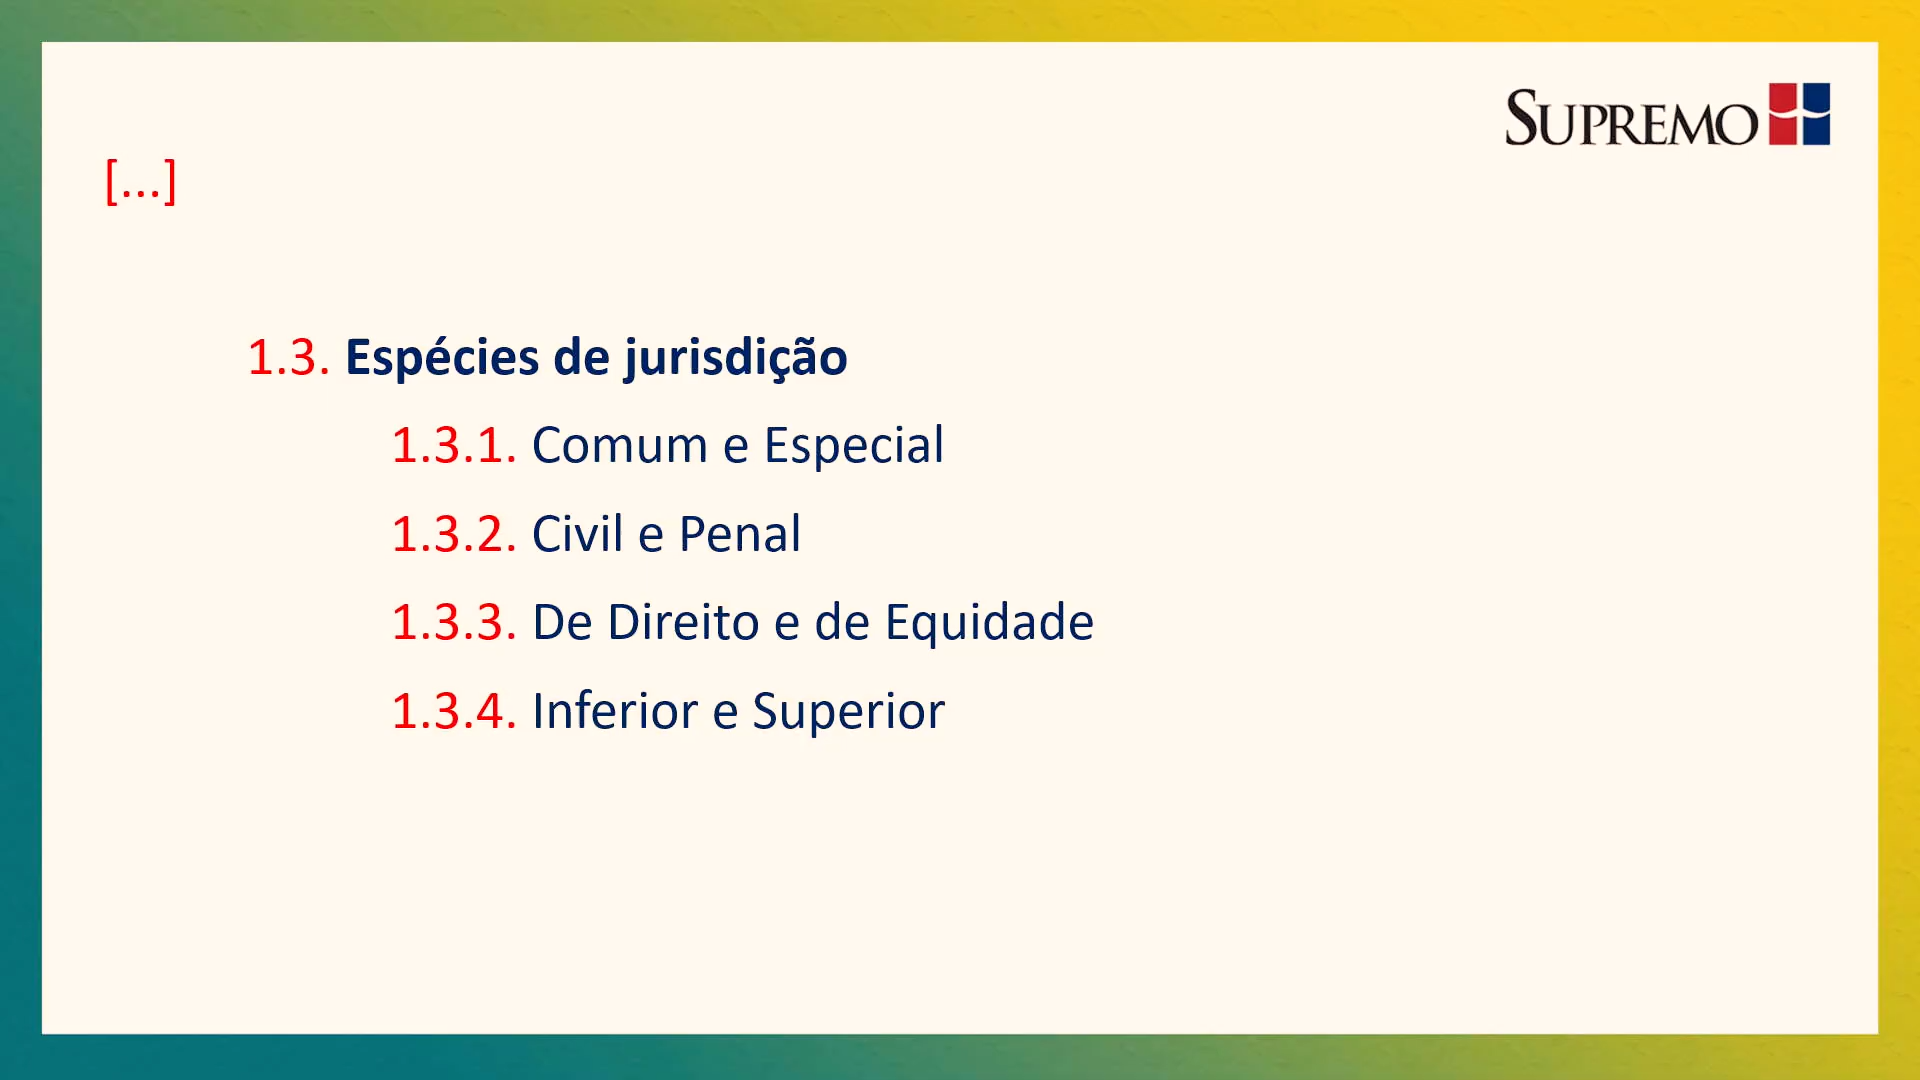 SUPREMO
[...]
1.3. Espécies de jurisdição
1.3.1. Comum e Especial
1.3.2. Civil e Penal
1.3.3. De Direito e de Equidade
1.3.4. Inferior e Superior